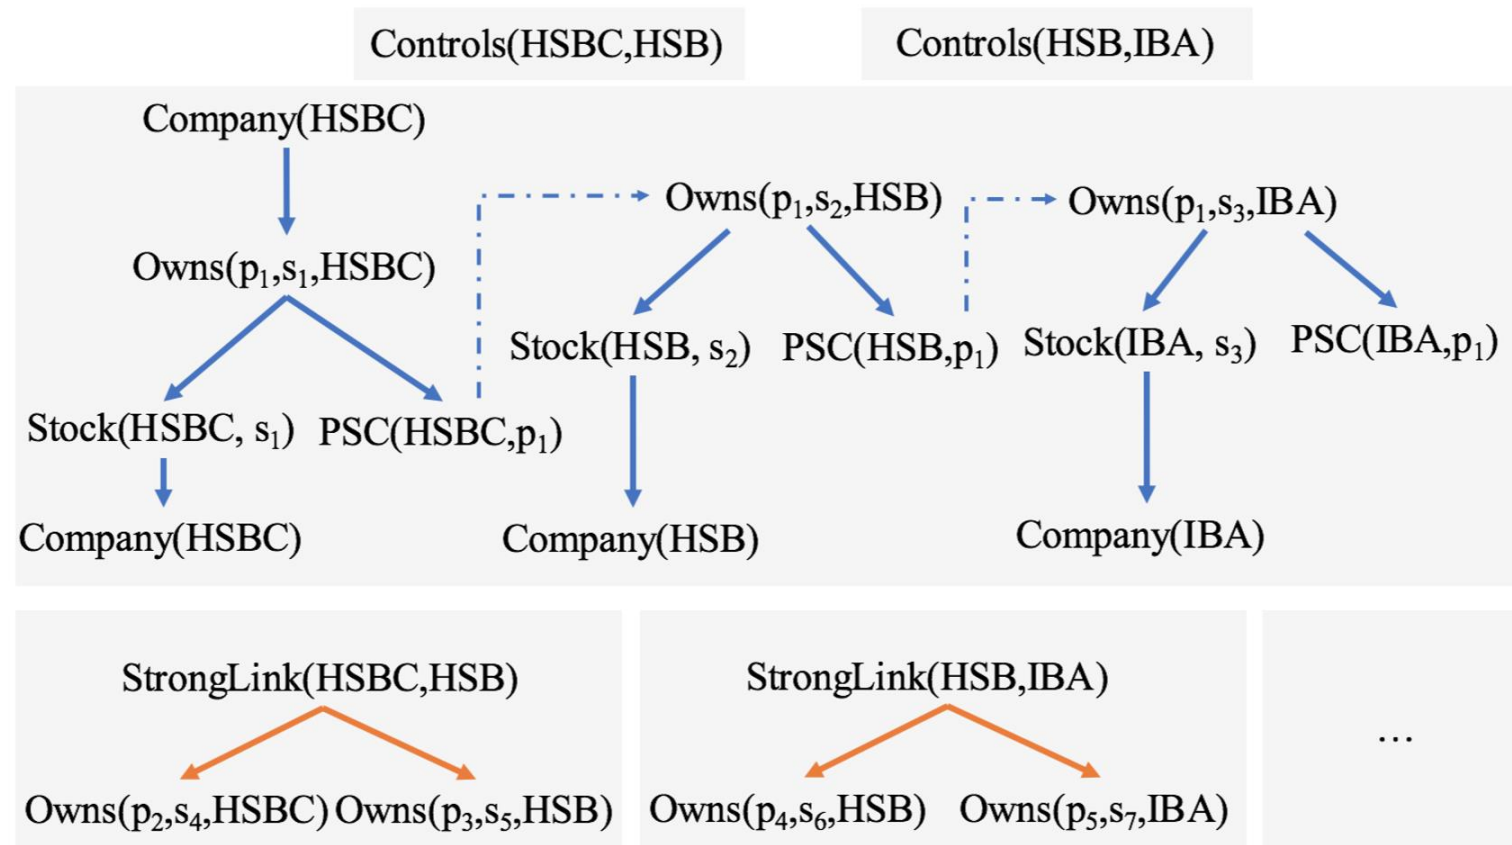 Controls(HSBC,HSB)
Controls(HSB,IBA)
Company(HSBC)
Owns(p₁,s₁,HSBC)
Stock(HSBC, s₁)
PSC(HSBC,p₁)
Company(HSBC)
Owns(p₁,s₂,HSB)
Stock(HSB, s₂)
PSC(HSB,p₁)
Company(HSB)
Owns(p₁,s₃,IBA)
Stock(IBA, s₃)
PSC(IBA,p₁)
Company(IBA)
StrongLink(HSBC,HSB)
Owns(p₂,s₄,HSBC)
Owns(p₃,s₅,HSB)
StrongLink(HSB,IBA)
Owns(p₄,s₆,HSB)
Owns(p₅,s₇,IBA)
…